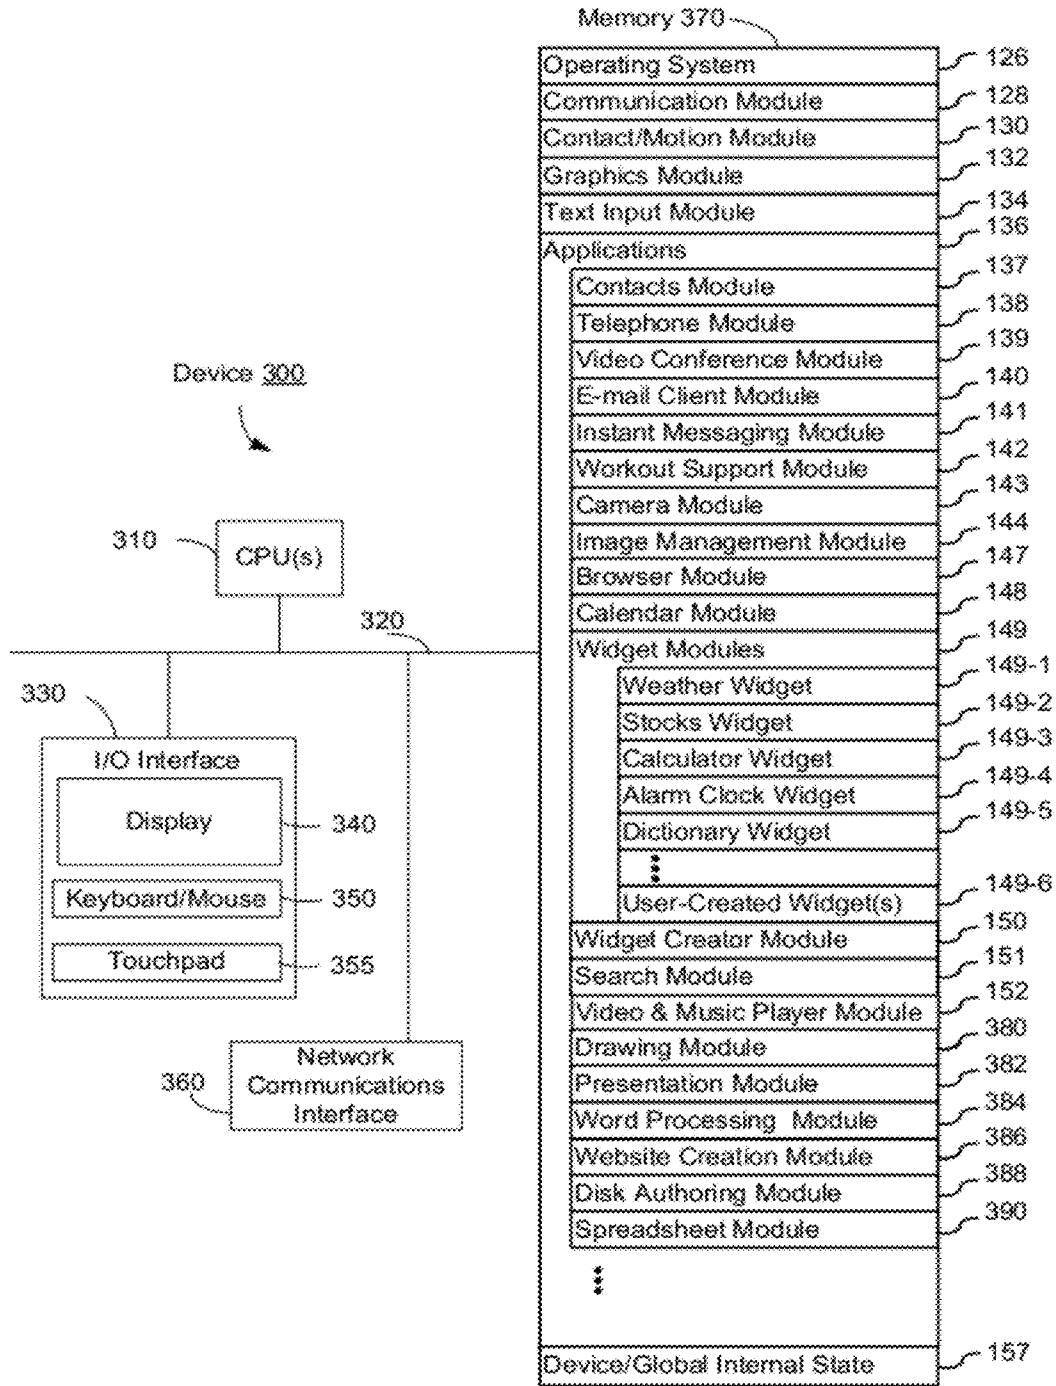 Memory 370
Operating System 126
Communication Module 128
Contact/Motion Module 130
Graphics Module 132
Text Input Module 134
Applications 136
Contacts Module 137
Telephone Module 138
Video Conference Module 139
E-mail Client Module 140
Instant Messaging Module 141
Workout Support Module 142
Camera Module 143
Image Management Module 144
Browser Module 147
Calendar Module 148
Widget Modules 149
Weather Widget 149-1
Stocks Widget 149-2
Calculator Widget 149-3
Alarm Clock Widget 149-4
Dictionary Widget 149-5
User-Created Widget(s) 149-6
Widget Creator Module 150
Search Module 151
Video & Music Player Module 152
Drawing Module 380
Presentation Module 382
Word Processing Module 384
Website Creation Module 386
Disk Authoring Module 388
Spreadsheet Module 390
Device/Global Internal State 157
Device 300
310
CPU(s)
320
330
I/O Interface
Display 340
Keyboard/Mouse 350
Touchpad 355
360
Network
Communications
Interface